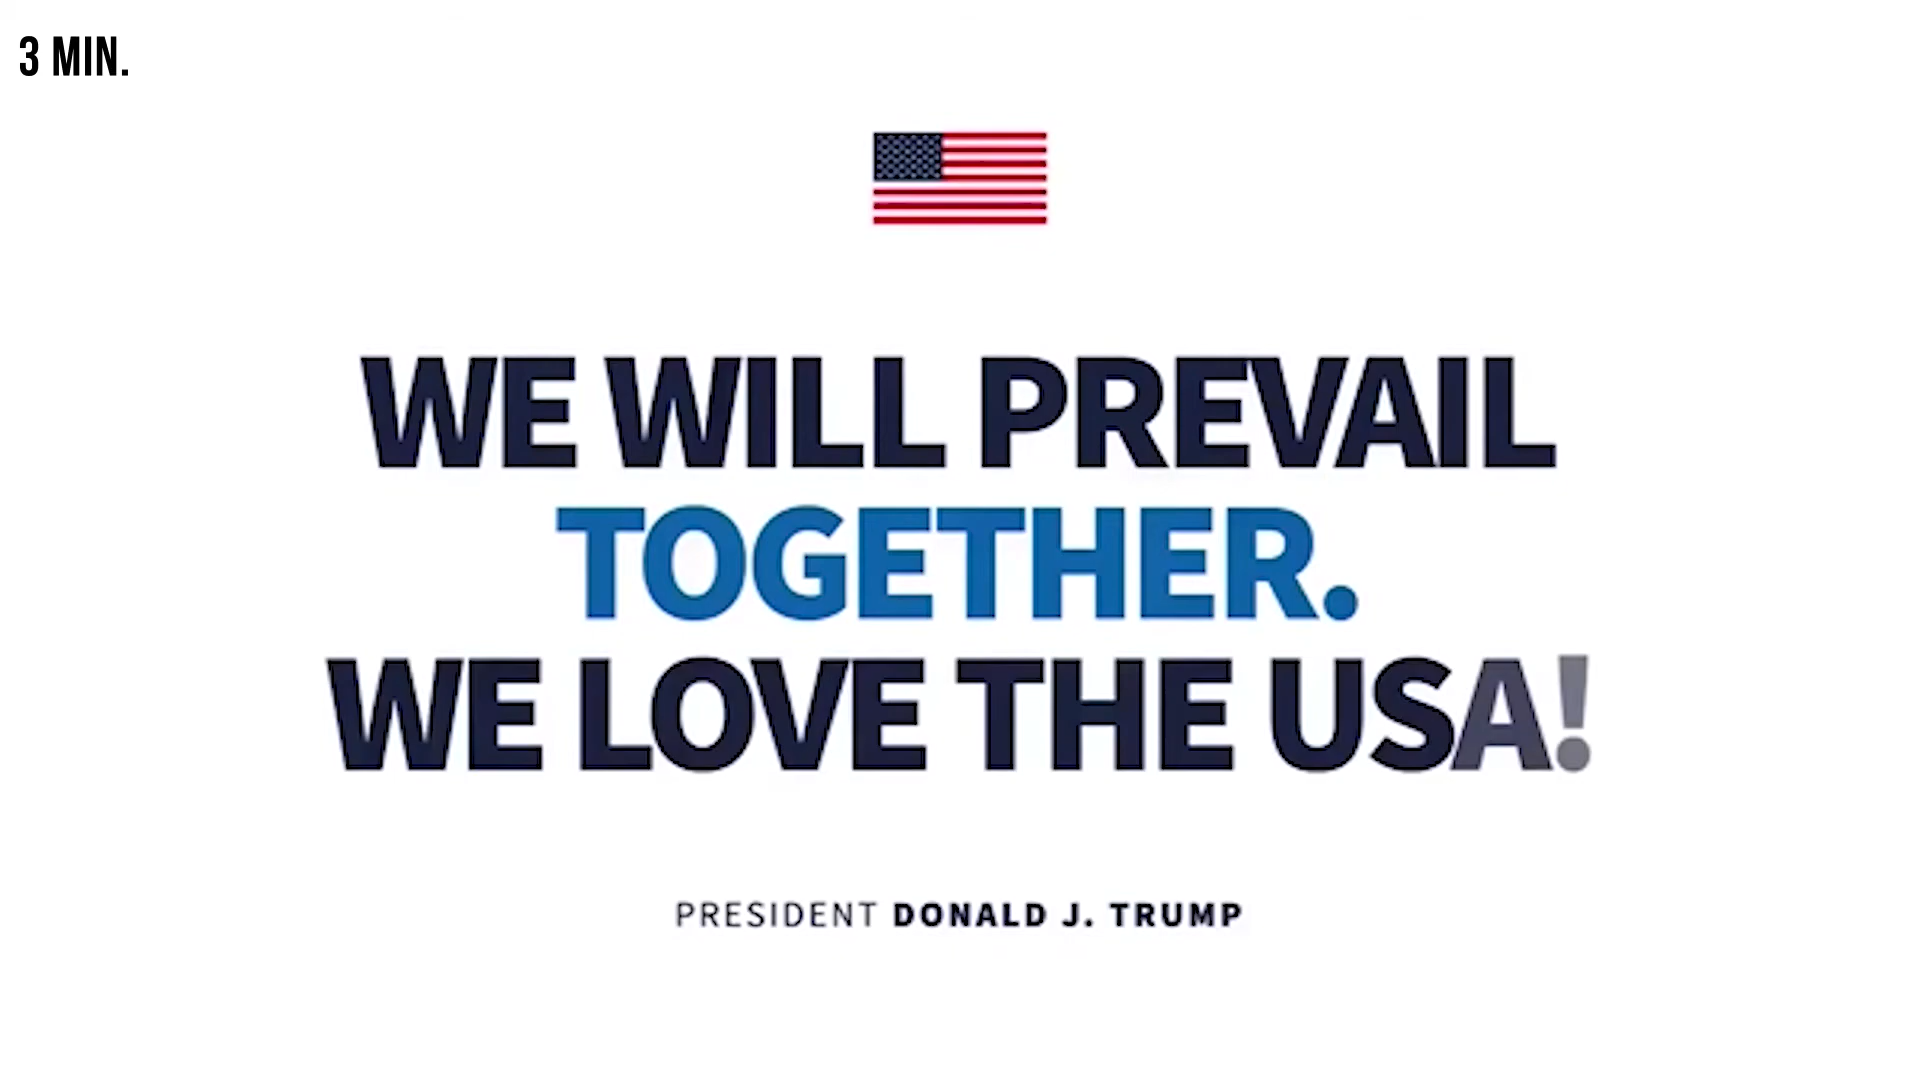 3 MIN.
WE WILL PREVAIL
TOGETHER.
WE LOVE THE USA!
PRESIDENT DONALD J. TRUMP